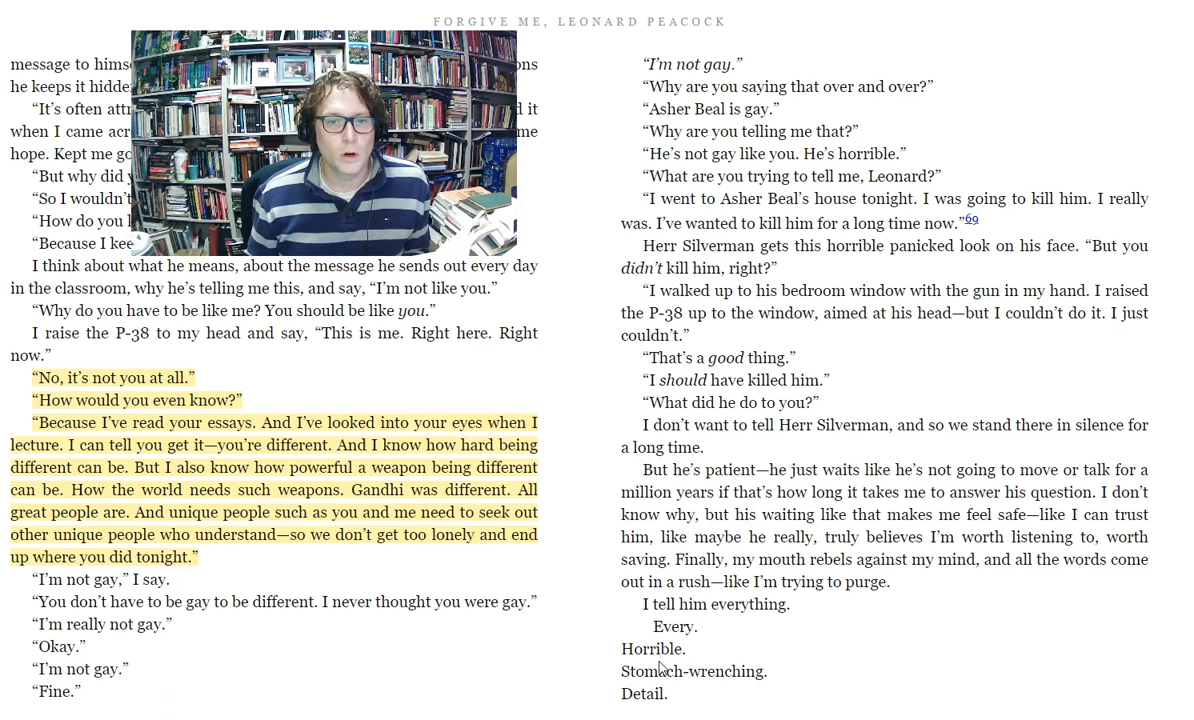 FORGIVE ME, LEONARD PEACOCK
message to
he keeps it
“It’s often
when I came
hope. Kept me
“But why did
“So I wouldn’t
“How do you
“Because I
I think about what he means, about the message he sends out every day
in the classroom, why he’s telling me this, and say, “I’m not like you.”
“Why do you have to be like me? You should be like you.”
I raise the P-38 to my head and say, “This is me. Right here. Right
now.”
“No, it’s not you at all.”
“How would you even know?”
“Because I’ve read your essays. And I’ve looked into your eyes when I
lecture. I can tell you get it—you’re different. And I know how hard being
different can be. But I also know how powerful a weapon being different
can be. How the world needs such weapons. Gandhi was different. All
great people are. And unique people such as you and me need to seek out
other unique people who understand—so we don’t get too lonely and end
up where you did tonight.”
“I’m not gay,” I say.
“You don’t have to be gay to be different. I never thought you were gay.”
“I’m really not gay.”
“Okay.”
“I’m not gay.”
“Fine.”
“I’m not gay.”
“Why are you saying that over and over?”
“Asher Beal is gay.”
“Why are you telling me that?”
“He’s not gay like you. He’s horrible.”
“What are you trying to tell me, Leonard?”
“I went to Asher Beal’s house tonight. I was going to kill him. I really
was. I’ve wanted to kill him for a long time now.”69
Herr Silverman gets this horrible panicked look on his face. “But you
didn’t kill him, right?”
“I walked up to his bedroom window with the gun in my hand. I raised
the P-38 up to the window, aimed at his head—but I couldn’t do it. I just
couldn’t.”
“That’s a good thing.”
“I should have killed him.”
“What did he do to you?”
I don’t want to tell Herr Silverman, and so we stand there in silence for
a long time.
But he’s patient—he just waits like he’s not going to move or talk for a
million years if that’s how long it takes me to answer his question. I don’t
know why, but his waiting like that makes me feel safe—like I can trust
him, like maybe he really, truly believes I’m worth listening to, worth
saving. Finally, my mouth rebels against my mind, and all the words come
out in a rush—like I’m trying to purge.
I tell him everything.
Every.
Horrible.
Stomach-wrenching.
Detail.